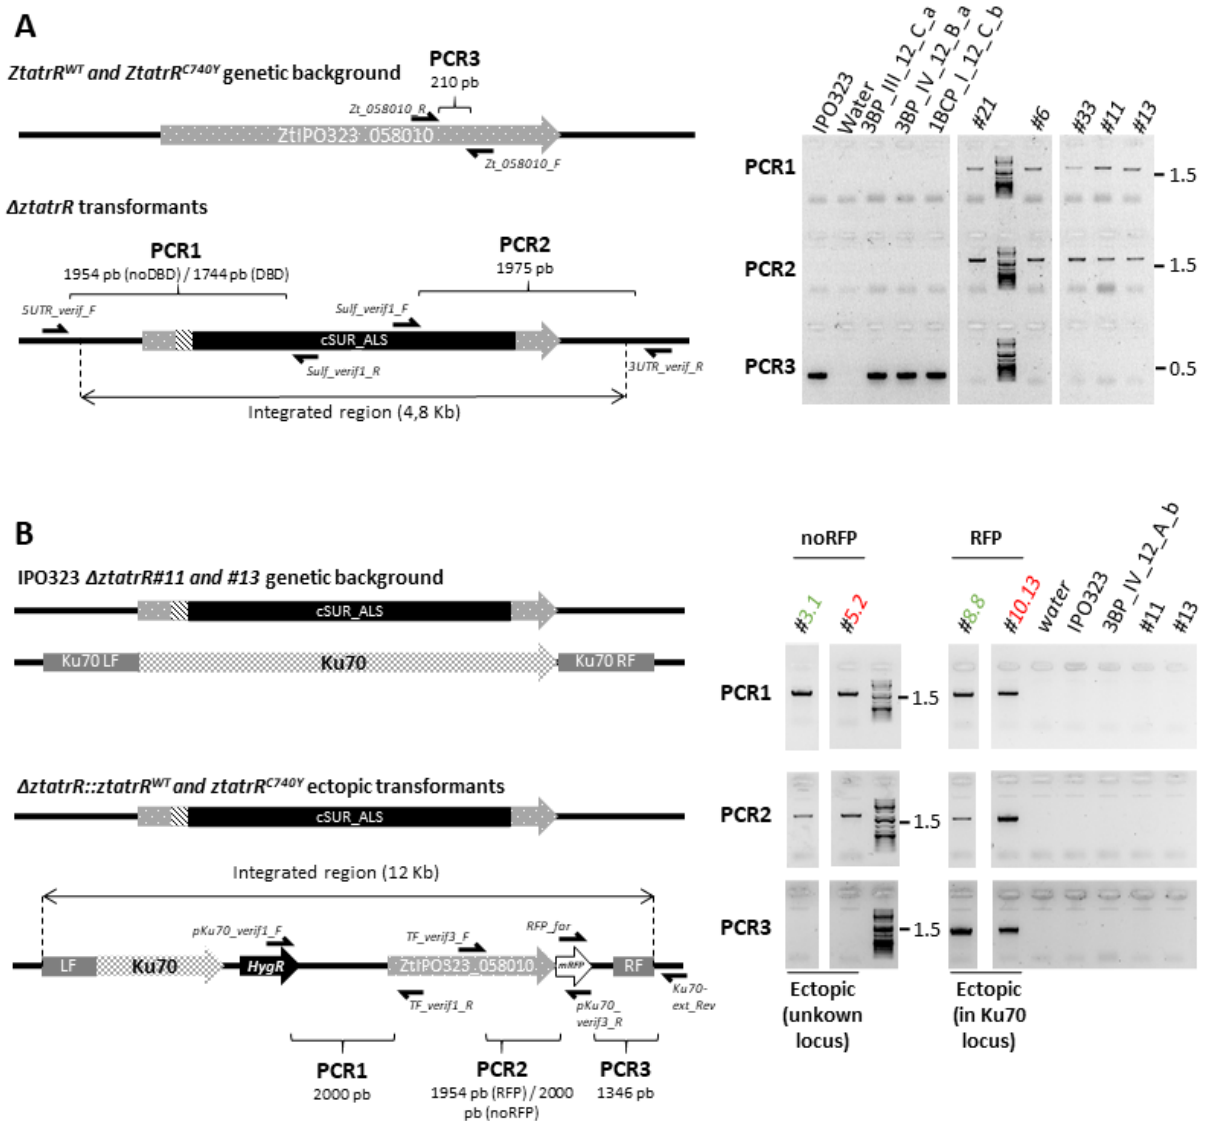 A
ZtatrR^WT and ZtatrR^C740Y genetic background
PCR3
210 pb
Zt_058010_R
ZtIPO323_058010
Zt_058010_F
ΔztatrR transformants
PCR1
1954 pb (noDBD) / 1744 pb (DBD)
PCR2
1975 pb
5UTR_verif_F
Sulf_verif1_F
cSUR_ALS
Sulf_verif1_R
3UTR_verif_R
Integrated region (4,8 Kb)
IPO323
Water
3BP_III_12_C_a
3BP_IV_12_B_a
1BCP_I_12_C_b
#21
#6
#33
#11
#13
PCR1
1.5
PCR2
1.5
PCR3
0.5
B
IPO323 ΔztatrR#11 and #13 genetic background
cSUR_ALS
Ku70 LF
Ku70
Ku70 RF
ΔztatrR::ztatrR^WT and ztatrR^C740Y ectopic transformants
cSUR_ALS
Integrated region (12 Kb)
pKu70_verif1_F
TF_verif3_F
RFP_for
LF
Ku70
HygR
ZtIPO323_058010
mRFP
RF
TF_verif1_R
pKu70_
verif3_R
Ku70-
ext_Rev
PCR1
2000 pb
PCR2
1954 pb (RFP) / 2000
pb (noRFP)
PCR3
1346 pb
noRFP
RFP
#3.1
#5.2
#8.8
#10.13
water
IPO323
3BP_IV_12_A_b
#11
#13
PCR1
1.5
PCR2
1.5
PCR3
1.5
Ectopic
(unkown
locus)
Ectopic
(in Ku70
locus)